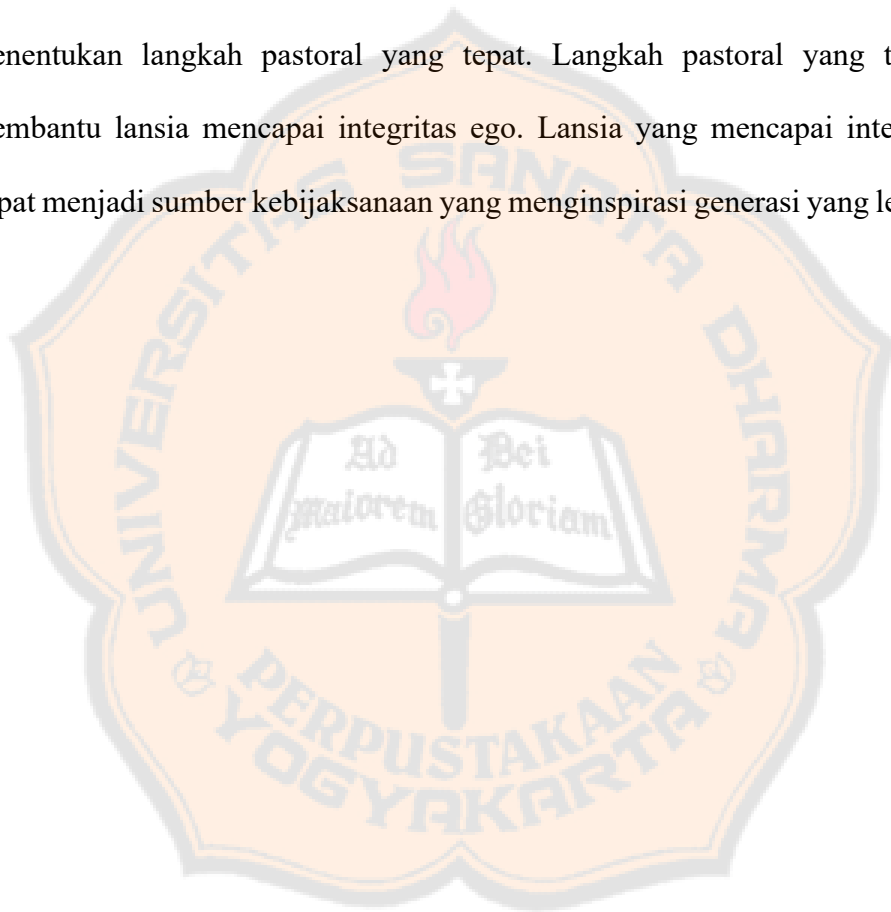 enentukan langkah pastoral yang tepat. Langkah pastoral yang t
embantu lansia mencapai integritas ego. Lansia yang mencapai inte
pat menjadi sumber kebijaksanaan yang menginspirasi generasi yang le
UNIVERSITAS SANATA DHARMA
Ad Dei
Maiorem Gloriam
PERPUSTAKAAN
YOGYAKARTA